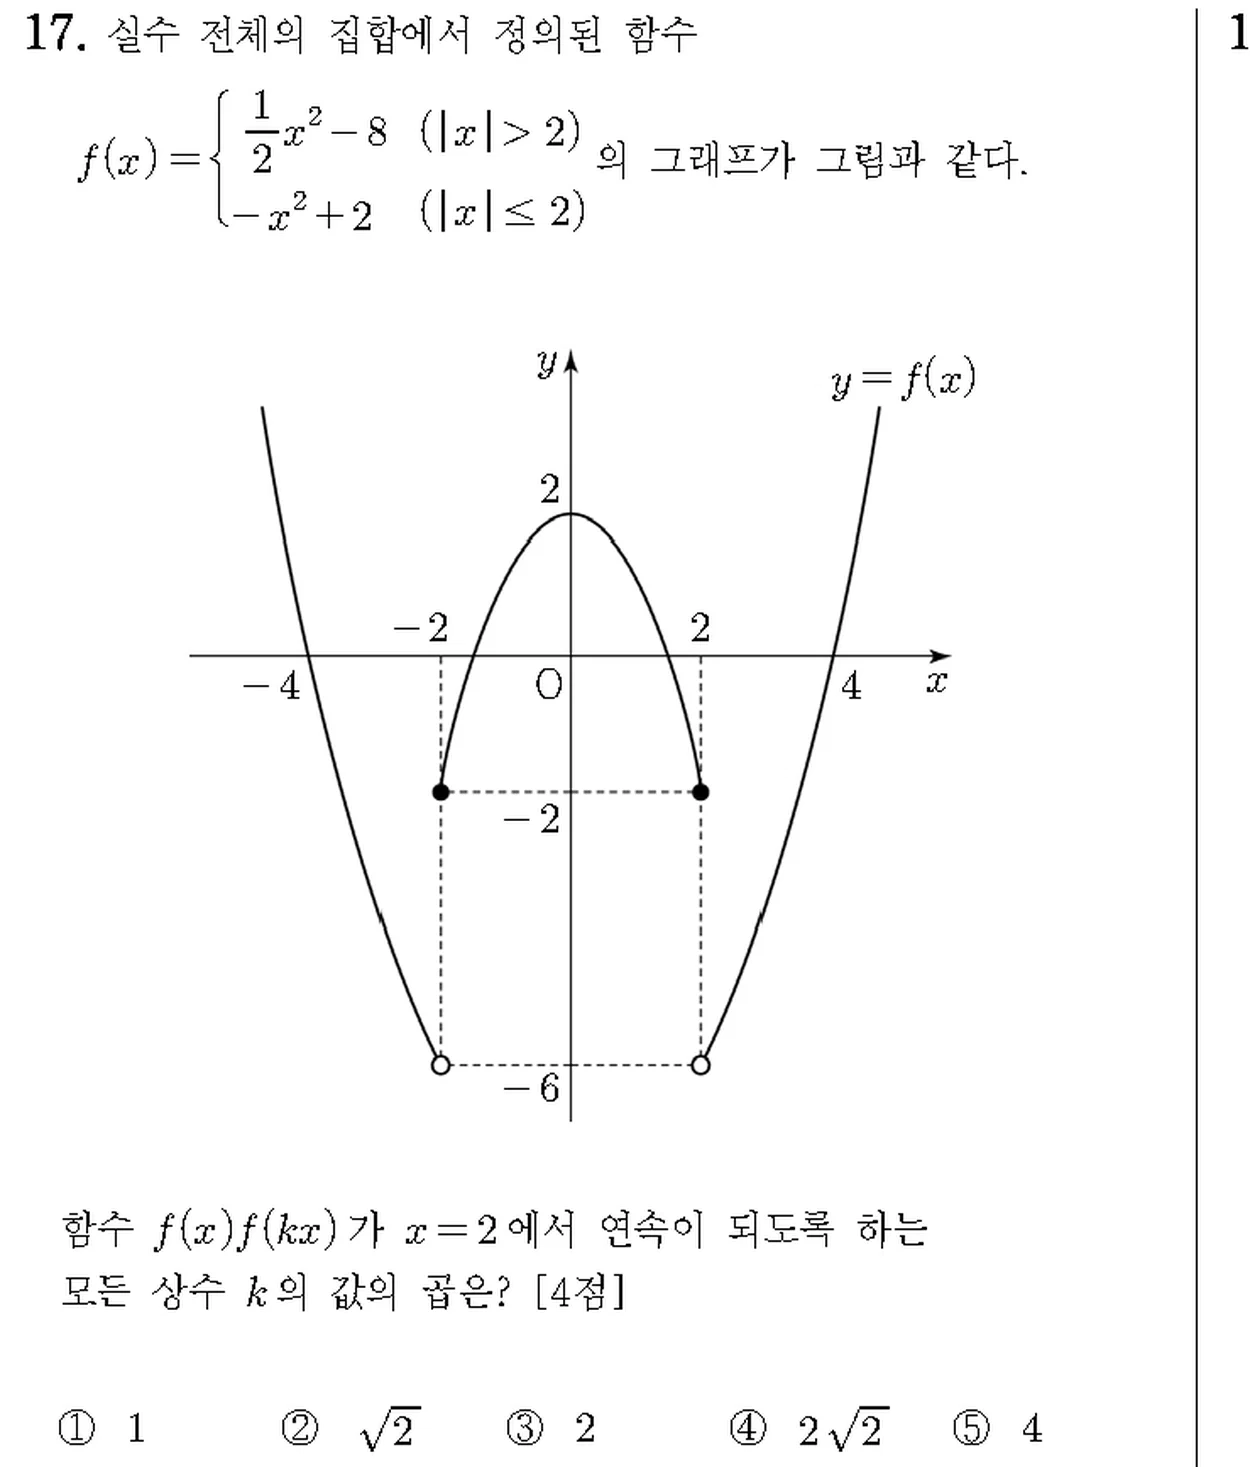 17. 실수 전체의 집합에서 정의된 함수
f(x) = { 1/2 x² − 8 (|x| > 2)
−x² + 2 (|x| ≤ 2) 의 그래프가 그림과 같다.
y
y = f(x)
2
−2 2
−4 O 4 x
−2
−6
함수 f(x)f(kx)가 x = 2에서 연속이 되도록 하는
모든 상수 k의 값의 곱은? [4점]
① 1 ② √2 ③ 2 ④ 2√2 ⑤ 4
1